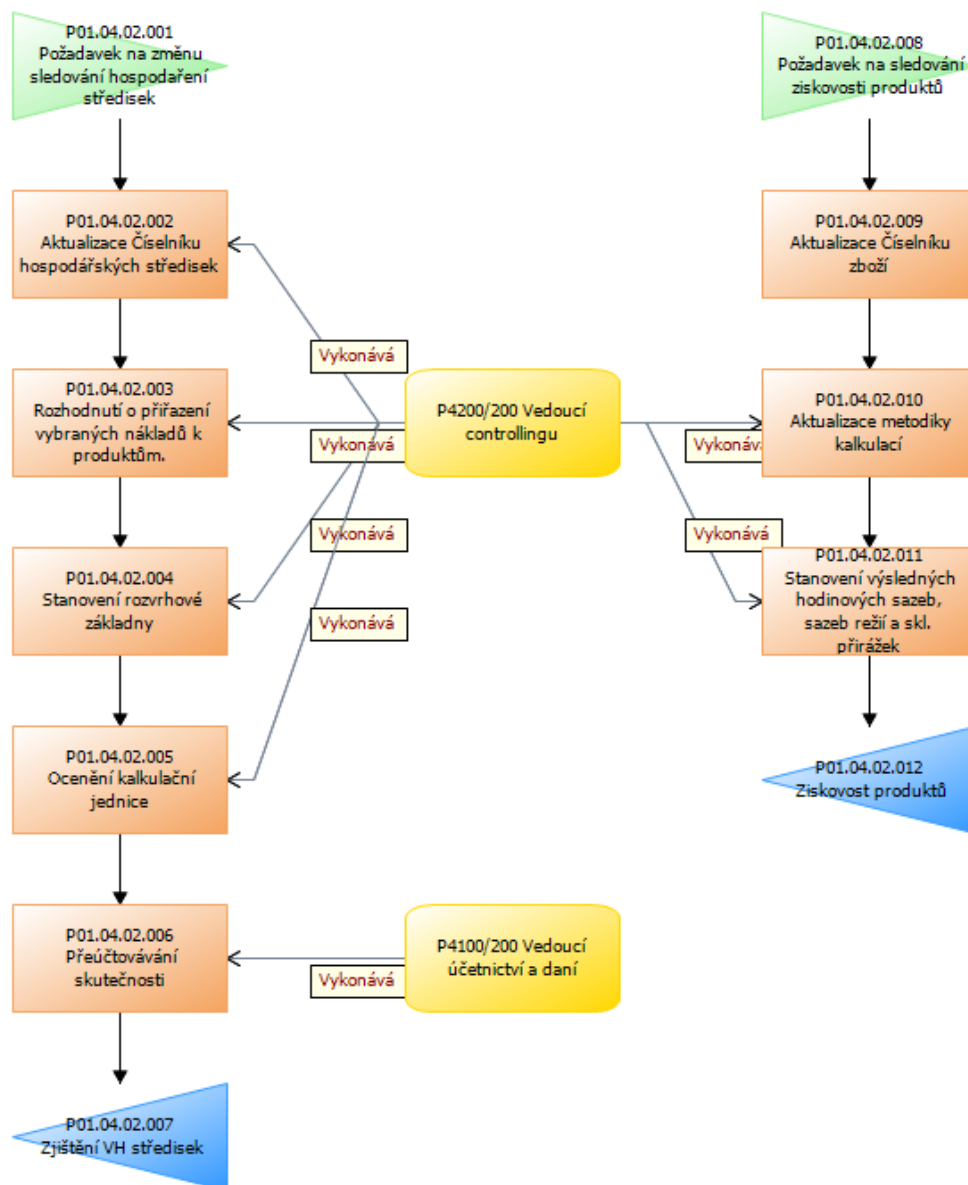 P01.04.02.001
Požadavek na změnu
sledování hospodaření
středisek
P01.04.02.008
Požadavek na sledování
ziskovosti produktů
P01.04.02.002
Aktualizace Číselníku
hospodářských středisek
P01.04.02.009
Aktualizace Číselníku
zboží
Vykonává
P01.04.02.003
Rozhodnutí o přiřazení
vybraných nákladů k
produktům.
Vykonává
P4200/200 Vedoucí
controllingu
Vykonává
P01.04.02.010
Aktualizace metodiky
kalkulací
P01.04.02.004
Stanovení rozvrhové
základny
Vykonává
Vykonává
P01.04.02.011
Stanovení výsledných
hodinových sazeb,
sazeb režií a skl.
přirážek
Vykonává
P01.04.02.005
Ocenění kalkulační
jednice
P01.04.02.012
Ziskovost produktů
P01.04.02.006
Přeúčtovávání
skutečnosti
Vykonává
P4100/200 Vedoucí
účetnictví a daní
P01.04.02.007
Zjištění VH středisek